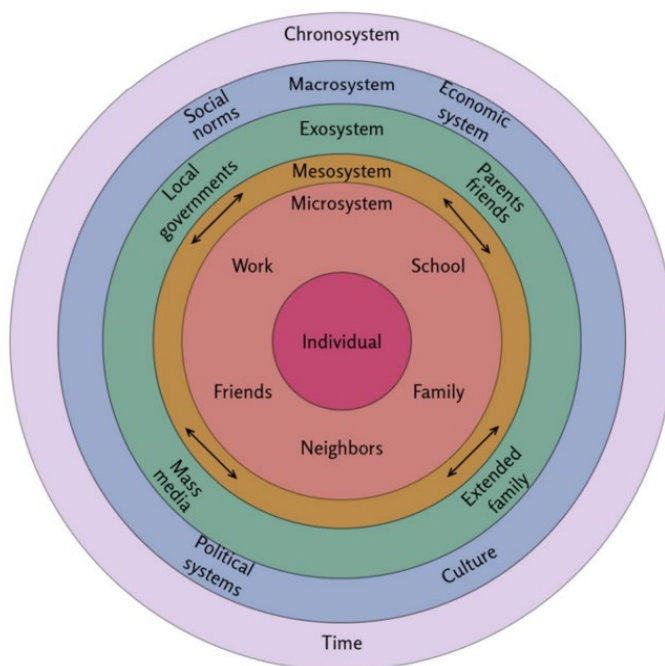 Chronosystem
Macrosystem
Social
norms
Economic
system
Exosystem
Local
governments
Parents
friends
Mesosystem
Microsystem
Work
School
Individual
Friends
Family
Neighbors
Mass
media
Extended
family
Political
systems
Culture
Time